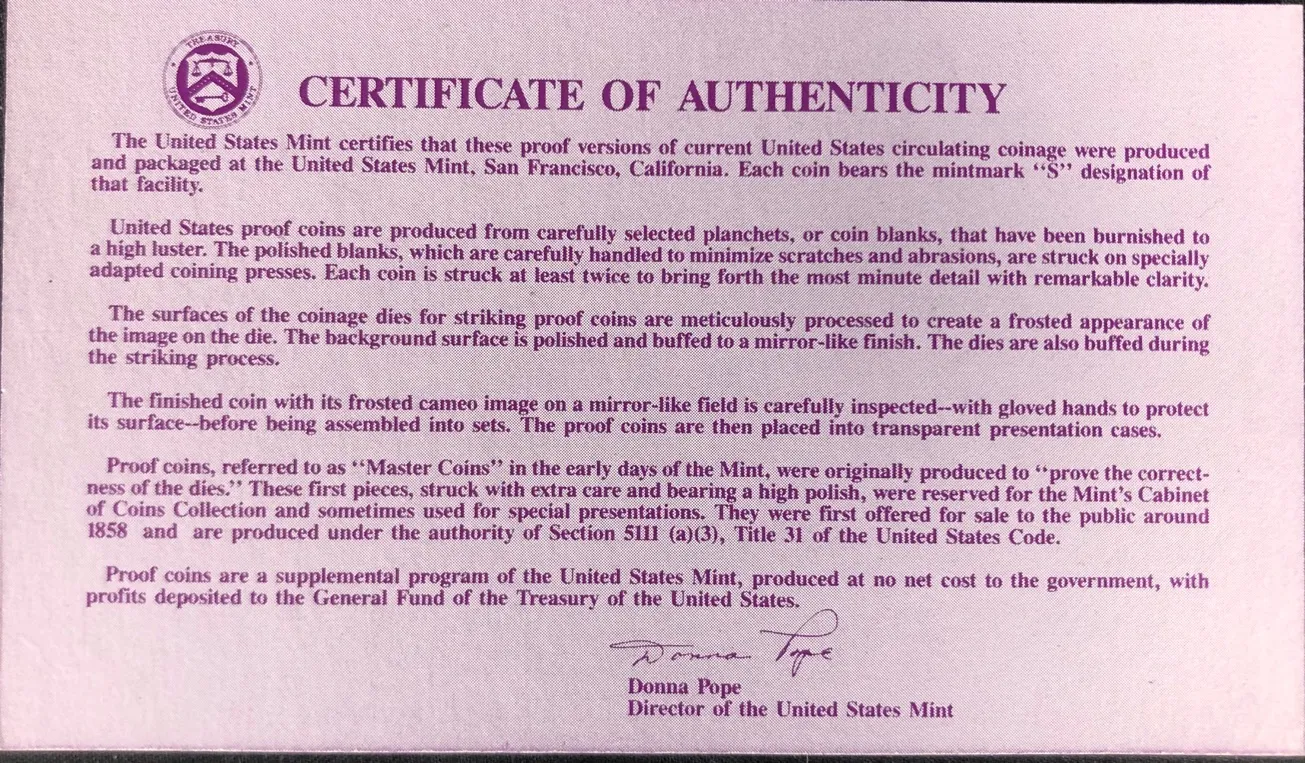 TREASURY
UNITED STATES MINT
CERTIFICATE OF AUTHENTICITY
The United States Mint certifies that these proof versions of current United States circulating coinage were produced
and packaged at the United States Mint, San Francisco, California. Each coin bears the mintmark “S” designation of
that facility.
United States proof coins are produced from carefully selected planchets, or coin blanks, that have been burnished to
a high luster. The polished blanks, which are carefully handled to minimize scratches and abrasions, are struck on specially
adapted coining presses. Each coin is struck at least twice to bring forth the most minute detail with remarkable clarity.
The surfaces of the coinage dies for striking proof coins are meticulously processed to create a frosted appearance of
the image on the die. The background surface is polished and buffed to a mirror-like finish. The dies are also buffed during
the striking process.
The finished coin with its frosted cameo image on a mirror-like field is carefully inspected--with gloved hands to protect
its surface--before being assembled into sets. The proof coins are then placed into transparent presentation cases.
Proof coins, referred to as “Master Coins” in the early days of the Mint, were originally produced to “prove the correct-
ness of the dies.” These first pieces, struck with extra care and bearing a high polish, were reserved for the Mint's Cabinet
of Coins Collection and sometimes used for special presentations. They were first offered for sale to the public around
1858 and are produced under the authority of Section 5111 (a)(3), Title 31 of the United States Code.
Proof coins are a supplemental program of the United States Mint, produced at no net cost to the government, with
profits deposited to the General Fund of the Treasury of the United States.
Donna Pope
Donna Pope
Director of the United States Mint